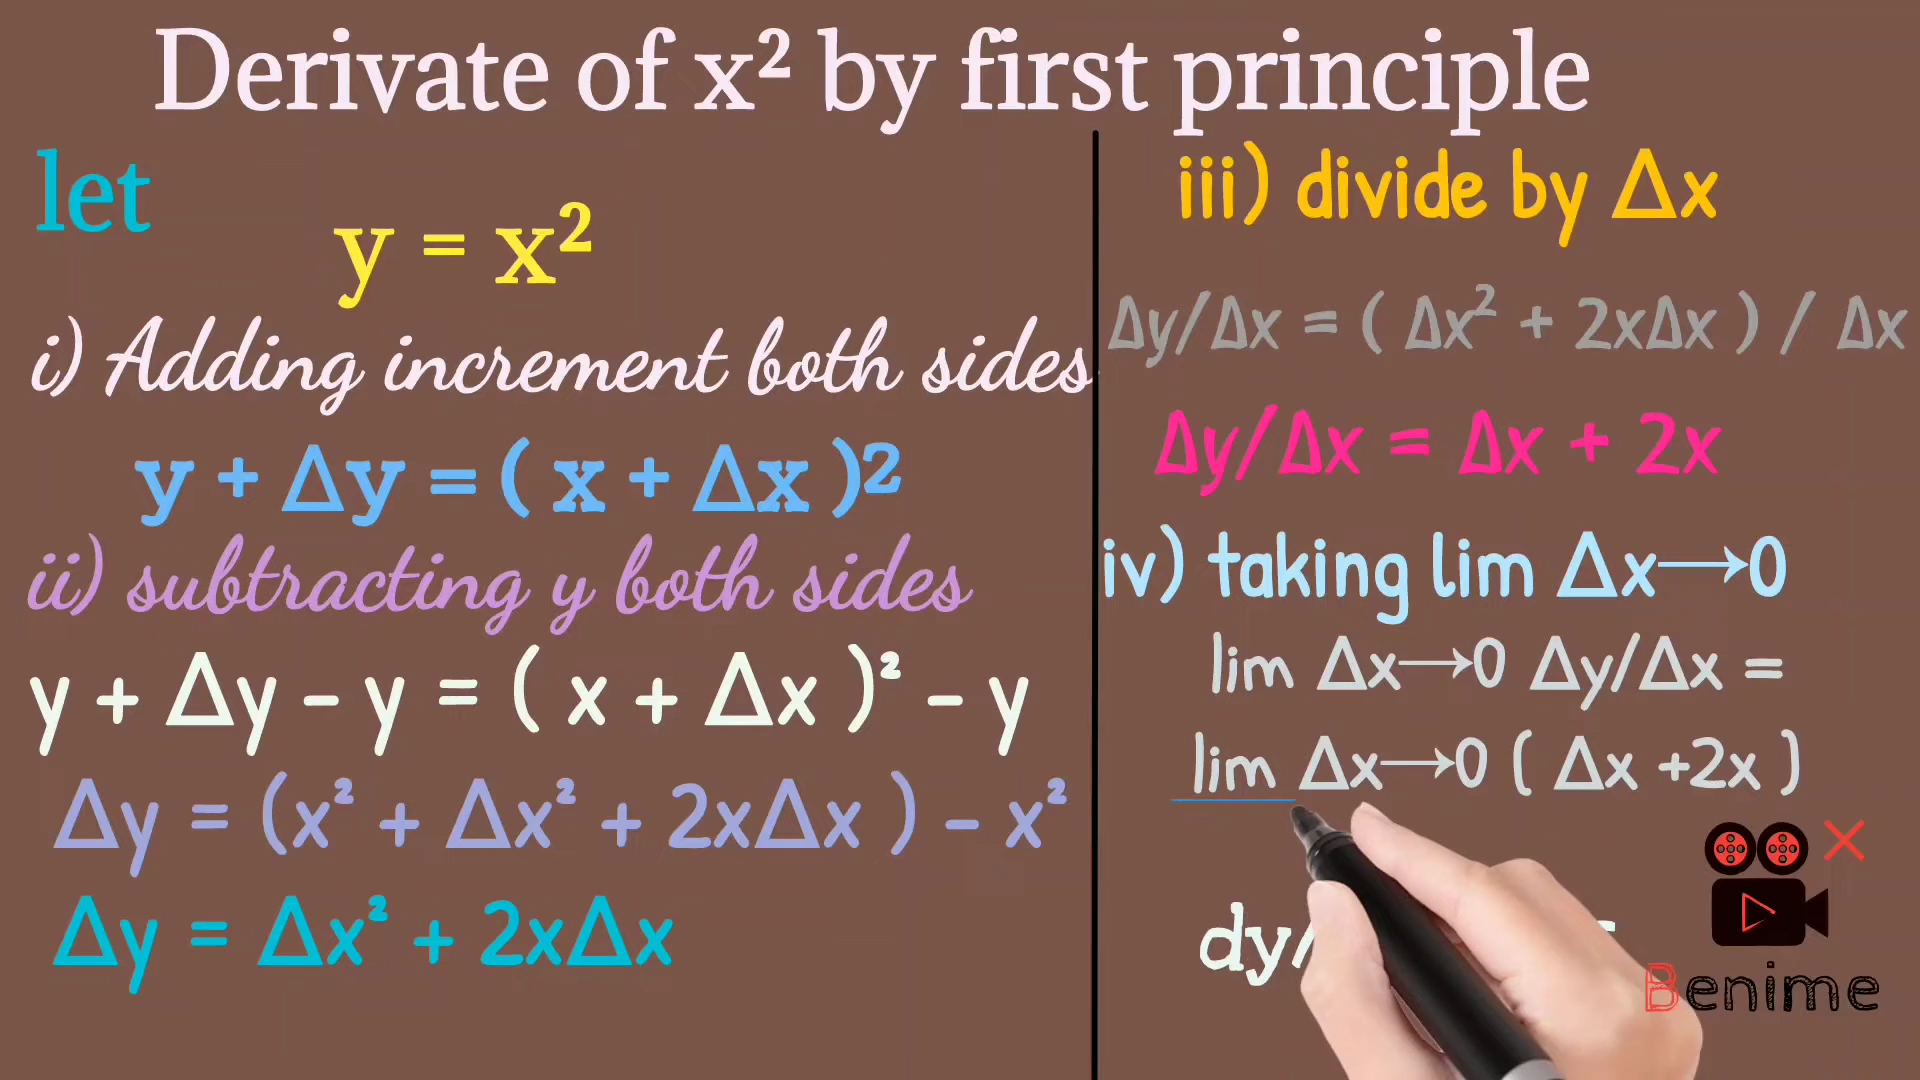 Derivate of x² by first principle
let
y = x²
i) Adding increment both sides
y + Δy = ( x + Δx )2
ii) subtracting y both sides
y + Δy - y = ( x + Δx )² - y
Δy = (x² + Δx² + 2xΔx ) - x²
Δy = Δx² + 2xΔx
iii) divide by Δx
Δy/Δx = ( Δx² + 2xΔx ) / Δx
Δy/Δx = Δx + 2x
iv) taking lim Δx→0
lim Δx→0 Δy/Δx =
lim Δx→0 ( Δx +2x )
dy/
Benime